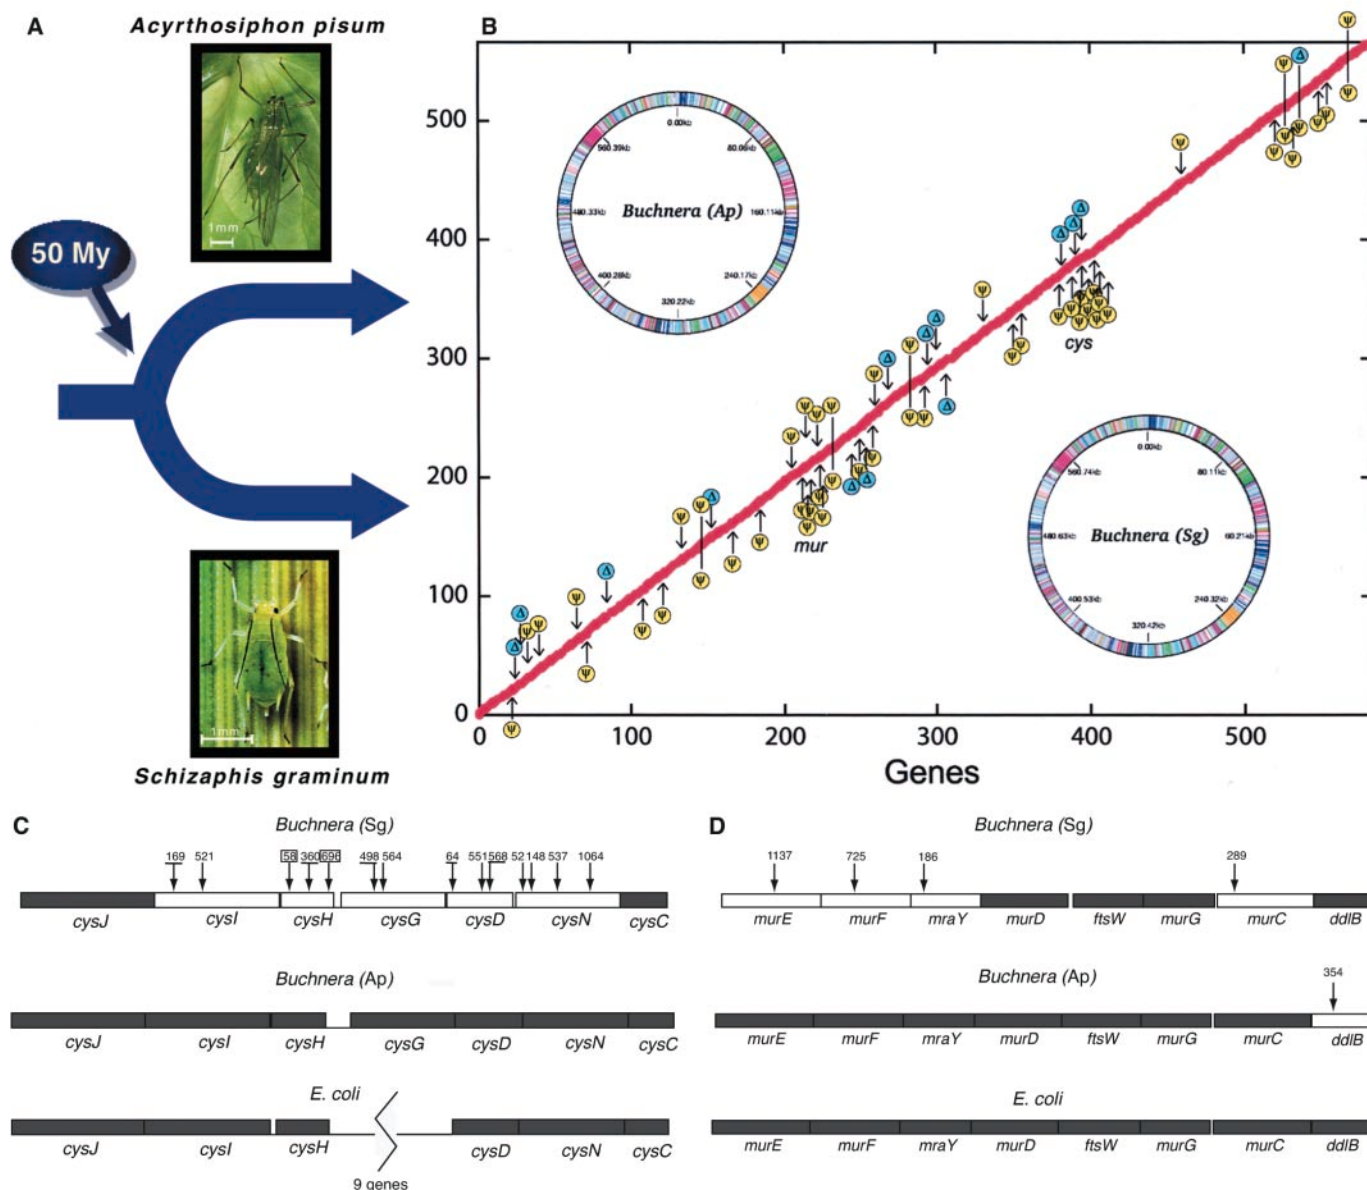 A
Acyrthosiphon pisum
1mm
50 My
1mm
Schizaphis graminum
B
500
400
300
200
100
0
0 100 200 300 400 500
Genes
0.00kb
80.06kb
160.11kb
240.17kb
320.22kb
400.28kb
480.33kb
560.39kb
Buchnera (Ap)
0.00kb
80.11kb
240.32kb
320.42kb
400.53kb
480.63kb
560.74kb
Buchnera (Sg)
mur
cys
Ψ
Δ
C
Buchnera (Sg)
169 521 58 360 696 498 564 64 551 568 52 148 537 1064
cysJ cysI cysH cysG cysD cysN cysC
Buchnera (Ap)
cysJ cysI cysH cysG cysD cysN cysC
E. coli
cysJ cysI cysH cysD cysN cysC
9 genes
D
Buchnera (Sg)
1137 725 186 289
murE murF mraY murD ftsW murG murC ddlB
Buchnera (Ap)
354
murE murF mraY murD ftsW murG murC ddlB
E. coli
murE murF mraY murD ftsW murG murC ddlB